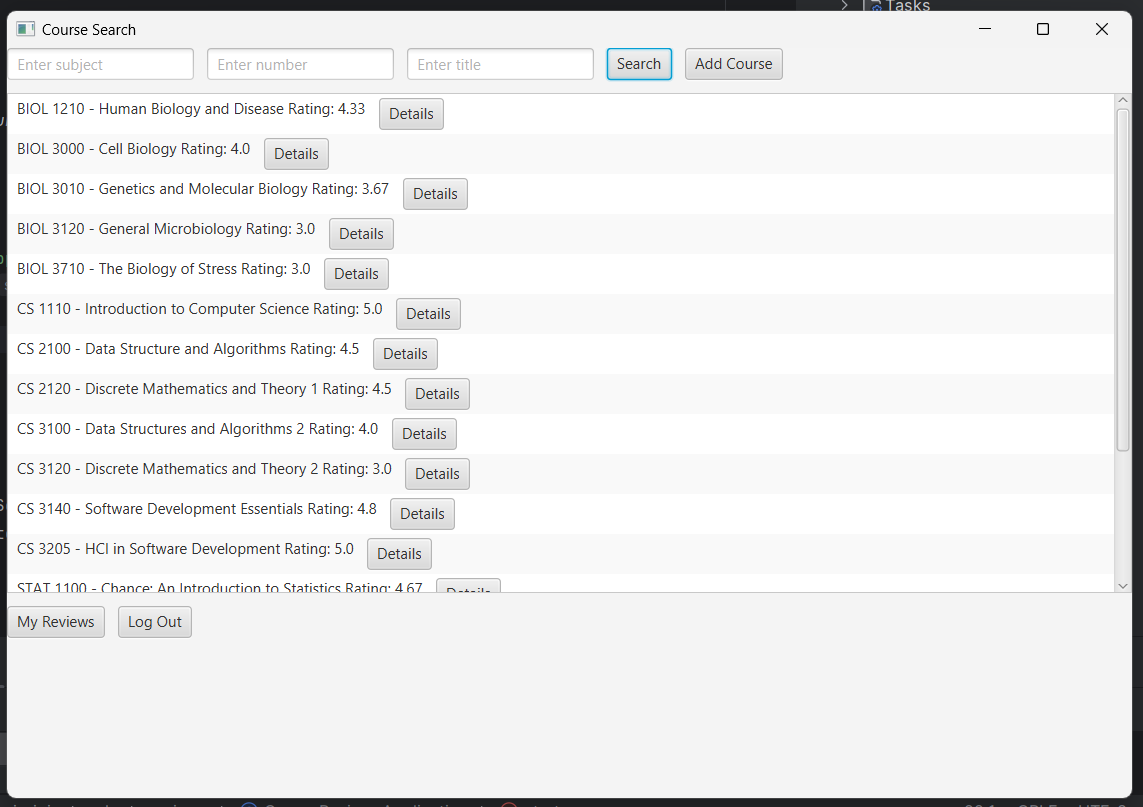 Tasks
Course Search
Enter subject
Enter number
Enter title
Search
Add Course
BIOL 1210 - Human Biology and Disease Rating: 4.33 Details
BIOL 3000 - Cell Biology Rating: 4.0 Details
BIOL 3010 - Genetics and Molecular Biology Rating: 3.67 Details
BIOL 3120 - General Microbiology Rating: 3.0 Details
BIOL 3710 - The Biology of Stress Rating: 3.0 Details
CS 1110 - Introduction to Computer Science Rating: 5.0 Details
CS 2100 - Data Structure and Algorithms Rating: 4.5 Details
CS 2120 - Discrete Mathematics and Theory 1 Rating: 4.5 Details
CS 3100 - Data Structures and Algorithms 2 Rating: 4.0 Details
CS 3120 - Discrete Mathematics and Theory 2 Rating: 3.0 Details
CS 3140 - Software Development Essentials Rating: 4.8 Details
CS 3205 - HCI in Software Development Rating: 5.0 Details
STAT 1100 - Chance: An Introduction to Statistics Rating: 4.67 Details
My Reviews
Log Out